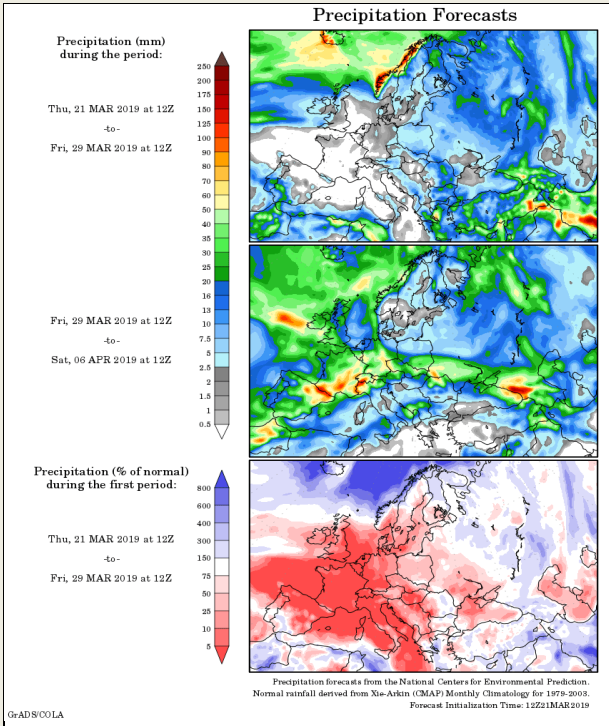 Precipitation Forecasts
Precipitation (mm)
during the period:
Thu, 21 MAR 2019 at 12Z
-to-
Fri, 29 MAR 2019 at 12Z
250
200
175
150
125
100
90
80
70
60
50
45
40
35
30
25
20
16
13
10
7.5
5
2.5
2
1.5
1
0.5
Fri, 29 MAR 2019 at 12Z
-to-
Sat, 06 APR 2019 at 12Z
Precipitation (% of normal)
during the first period:
Thu, 21 MAR 2019 at 12Z
-to-
Fri, 29 MAR 2019 at 12Z
800
600
400
300
150
75
50
25
10
5
Precipitation forecasts from the National Centers for Environmental Prediction.
Normal rainfall derived from Xie-Arkin (CMAP) Monthly Climatology for 1979-2003.
Forecast Initialization Time: 12Z21MAR2019
GrADS/COLA